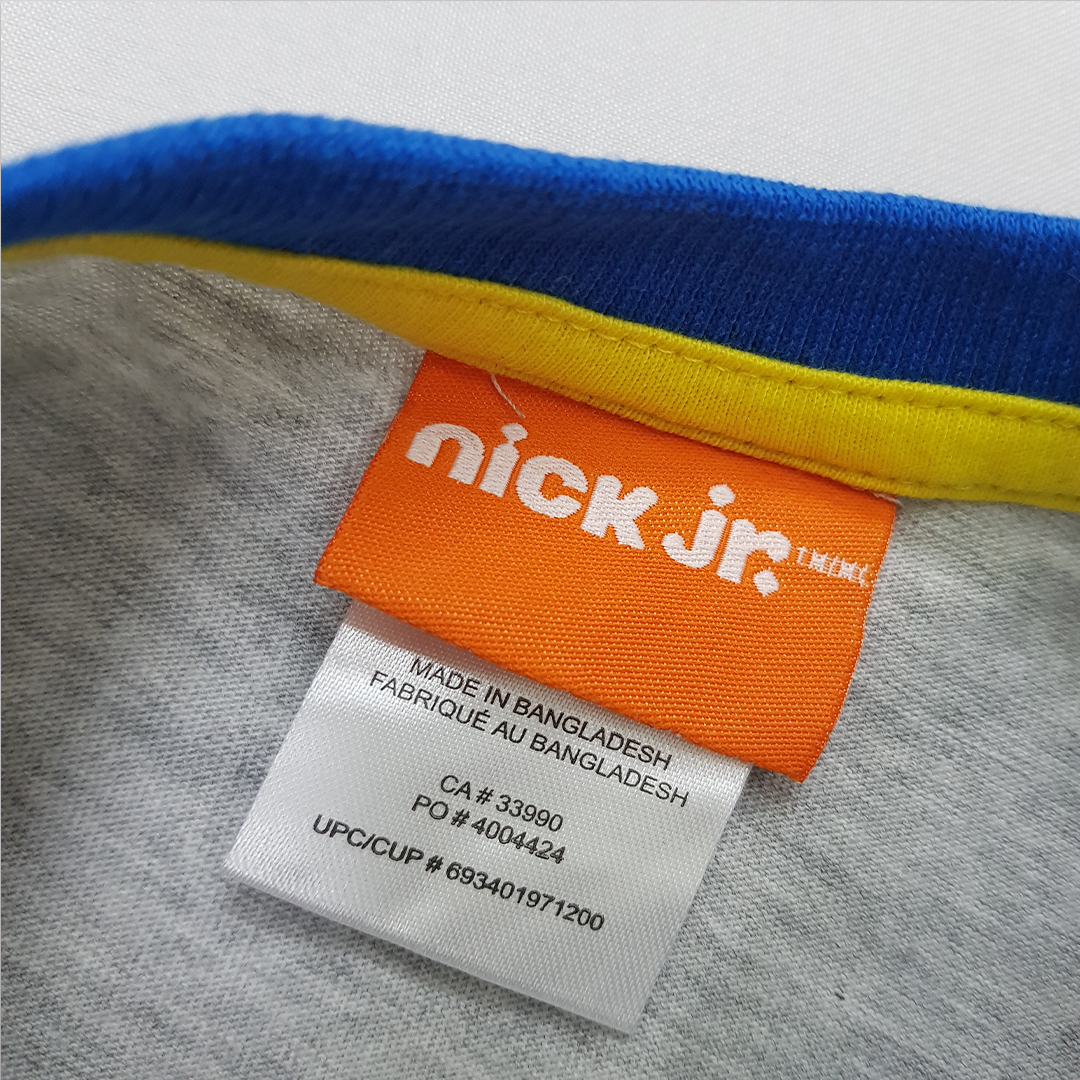 nick jr.
MADE IN BANGLADESH
FABRIQUÉ AU BANGLADESH
CA # 33990
PO # 4004424
UPC/CUP # 693401971200